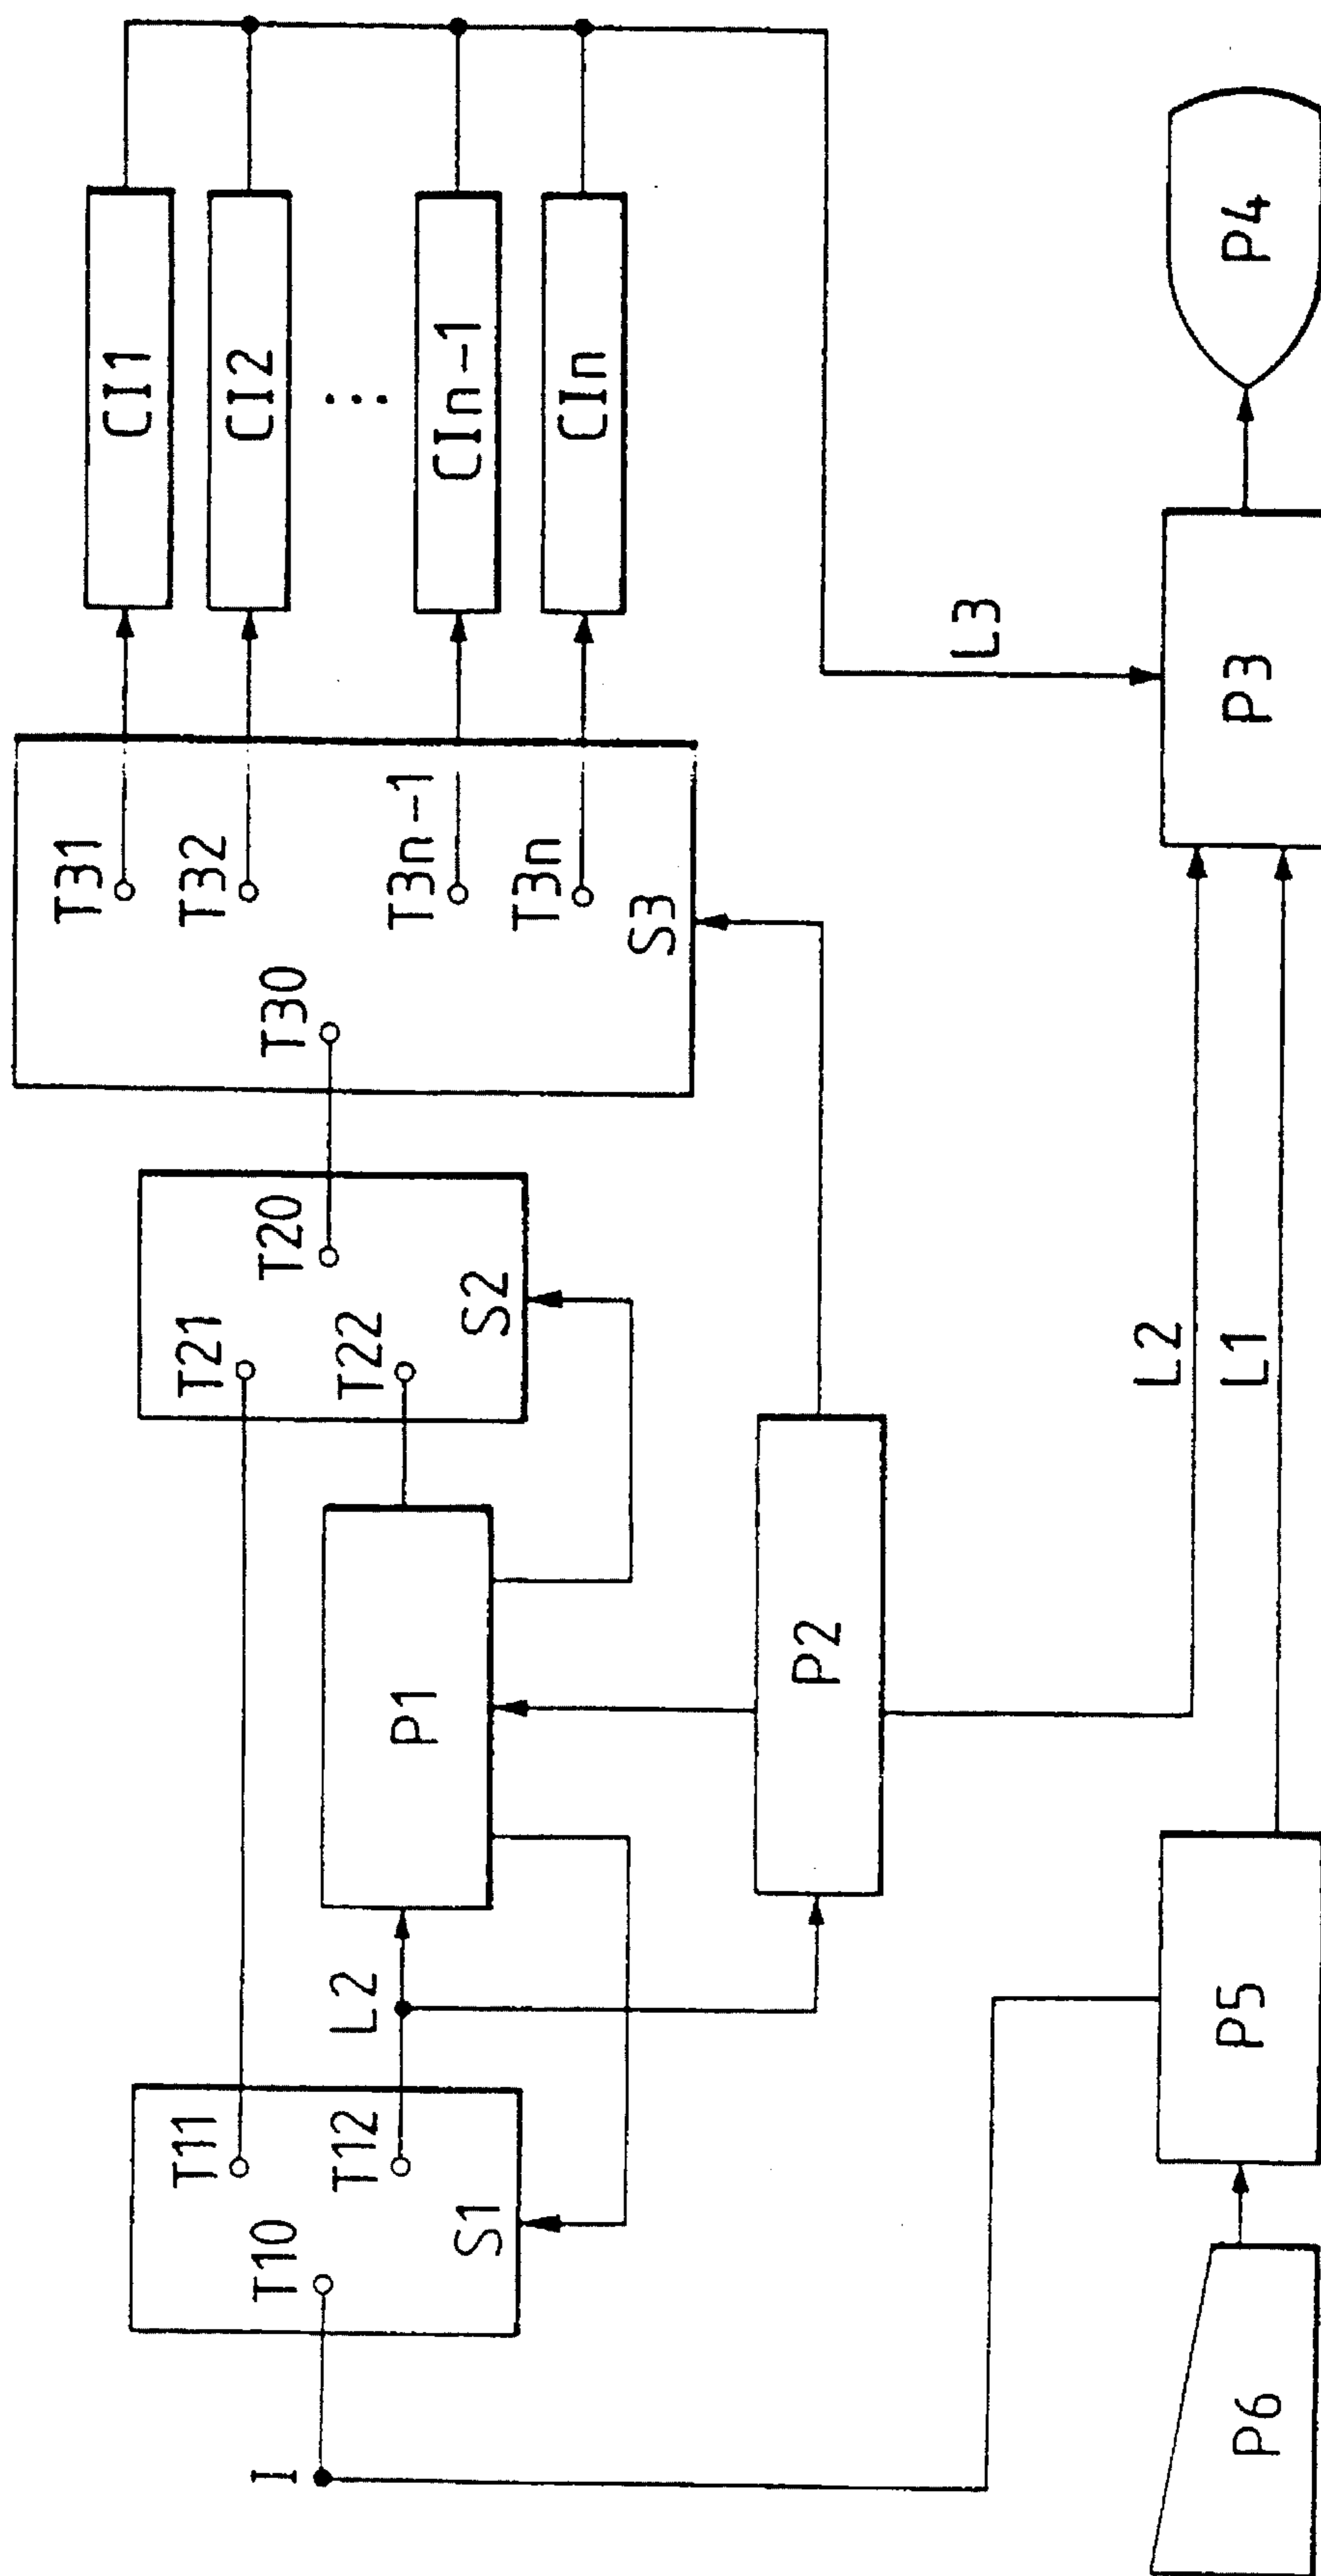 CI1
CI2
CIn-1
CIn
T31
T32
T3n-1
T3n
T30
S3
T21
T20
T22
S2
P1
L2
T11
T12
T10
S1
I
P2
L3
L2
L1
P3
P4
P5
P6